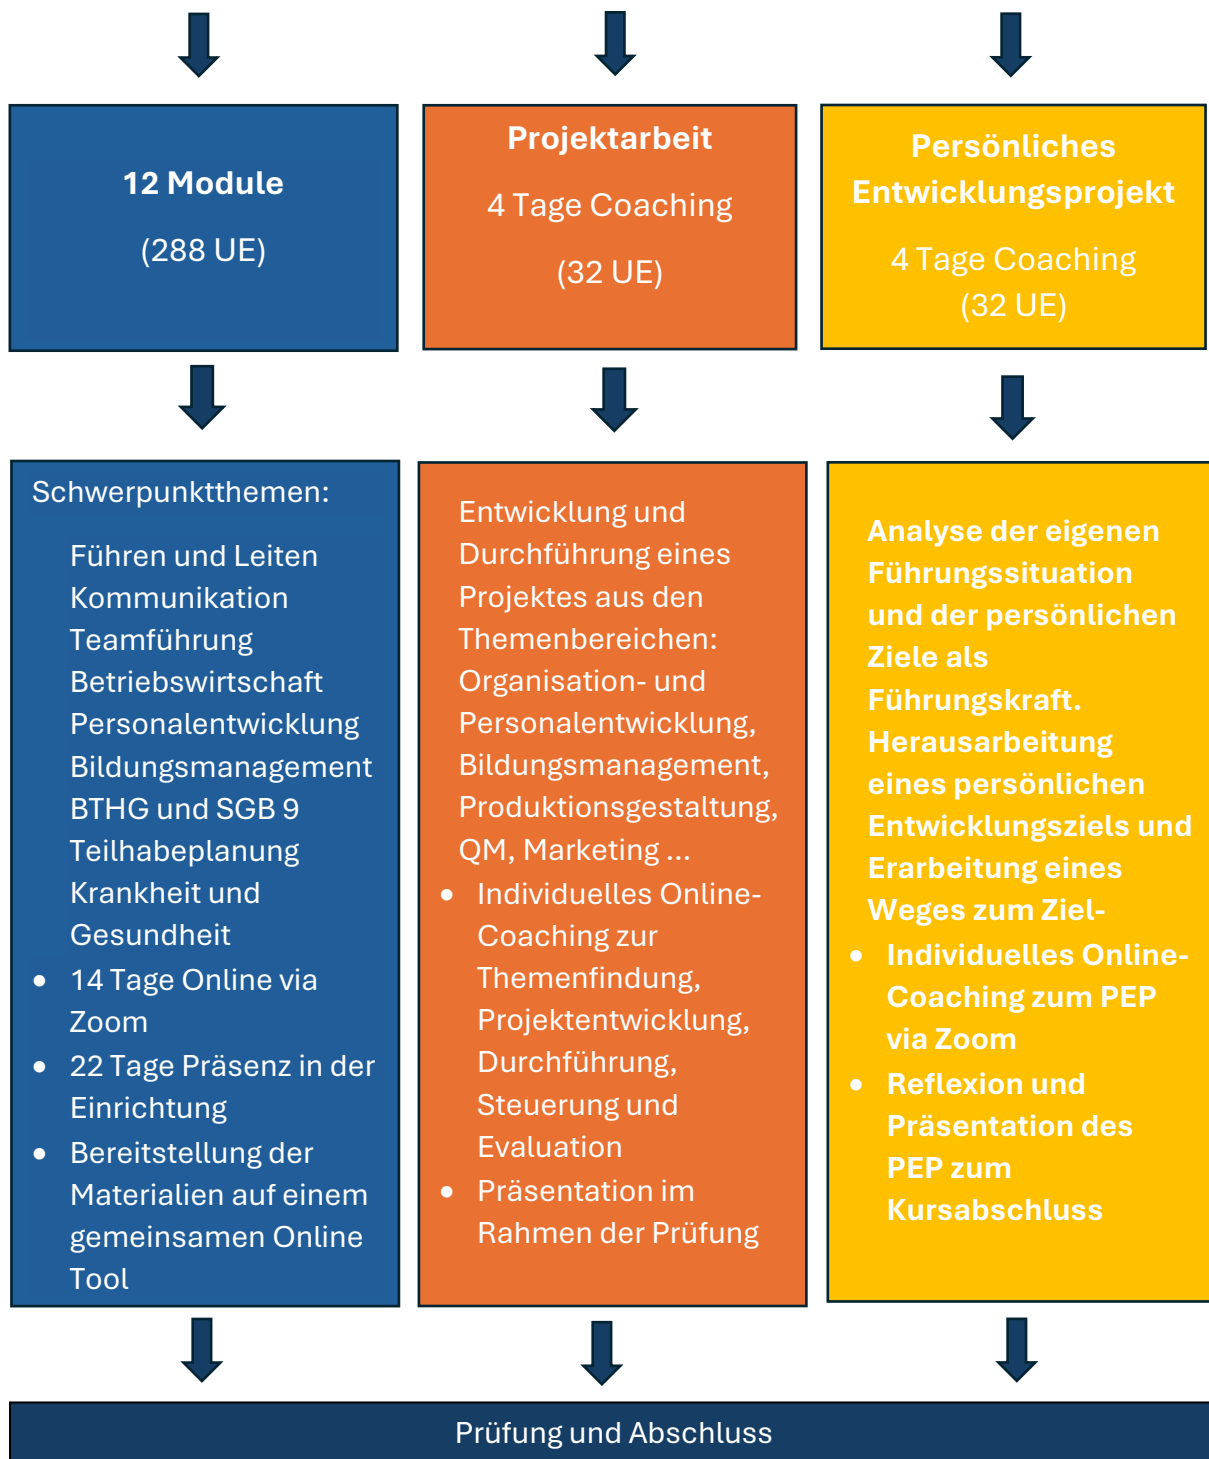 12 Module
(288 UE)
Projektarbeit
4 Tage Coaching
(32 UE)
Persönliches
Entwicklungsprojekt
4 Tage Coaching
(32 UE)
Schwerpunktthemen:
Führen und Leiten
Kommunikation
Teamführung
Betriebswirtschaft
Personalentwicklung
Bildungsmanagement
BTHG und SGB 9
Teilhabeplanung
Krankheit und
Gesundheit
• 14 Tage Online via
Zoom
• 22 Tage Präsenz in der
Einrichtung
• Bereitstellung der
Materialien auf einem
gemeinsamen Online
Tool
Entwicklung und
Durchführung eines
Projektes aus den
Themenbereichen:
Organisation- und
Personalentwicklung,
Bildungsmanagement,
Produktionsgestaltung,
QM, Marketing ...
• Individuelles Online-
Coaching zur
Themenfindung,
Projektentwicklung,
Durchführung,
Steuerung und
Evaluation
• Präsentation im
Rahmen der Prüfung
Analyse der eigenen
Führungssituation
und der persönlichen
Ziele als
Führungskraft.
Herausarbeitung
eines persönlichen
Entwicklungsziels und
Erarbeitung eines
Weges zum Ziel-
• Individuelles Online-
Coaching zum PEP
via Zoom
• Reflexion und
Präsentation des
PEP zum
Kursabschluss
Prüfung und Abschluss